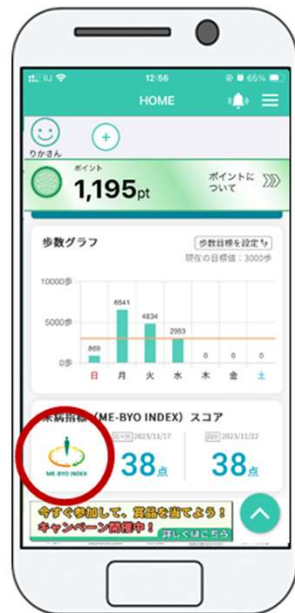 IIJ 12:56 65%
HOME
りかさん
ポイント
1,195pt
ポイントに
ついて
歩数グラフ
歩数目標を設定
現在の目標値：3000歩
10000歩
5000歩
0歩
869
6541
4834
2993
0
0
0
日 月 火 水 木 金 土
未病指標（ME-BYO INDEX）スコア
2023/11/17
38点
2023/11/22
38点
ME-BYO INDEX
今すぐ参加して、賞品を当てよう！
キャンペーン開催中！
詳しくはこちら